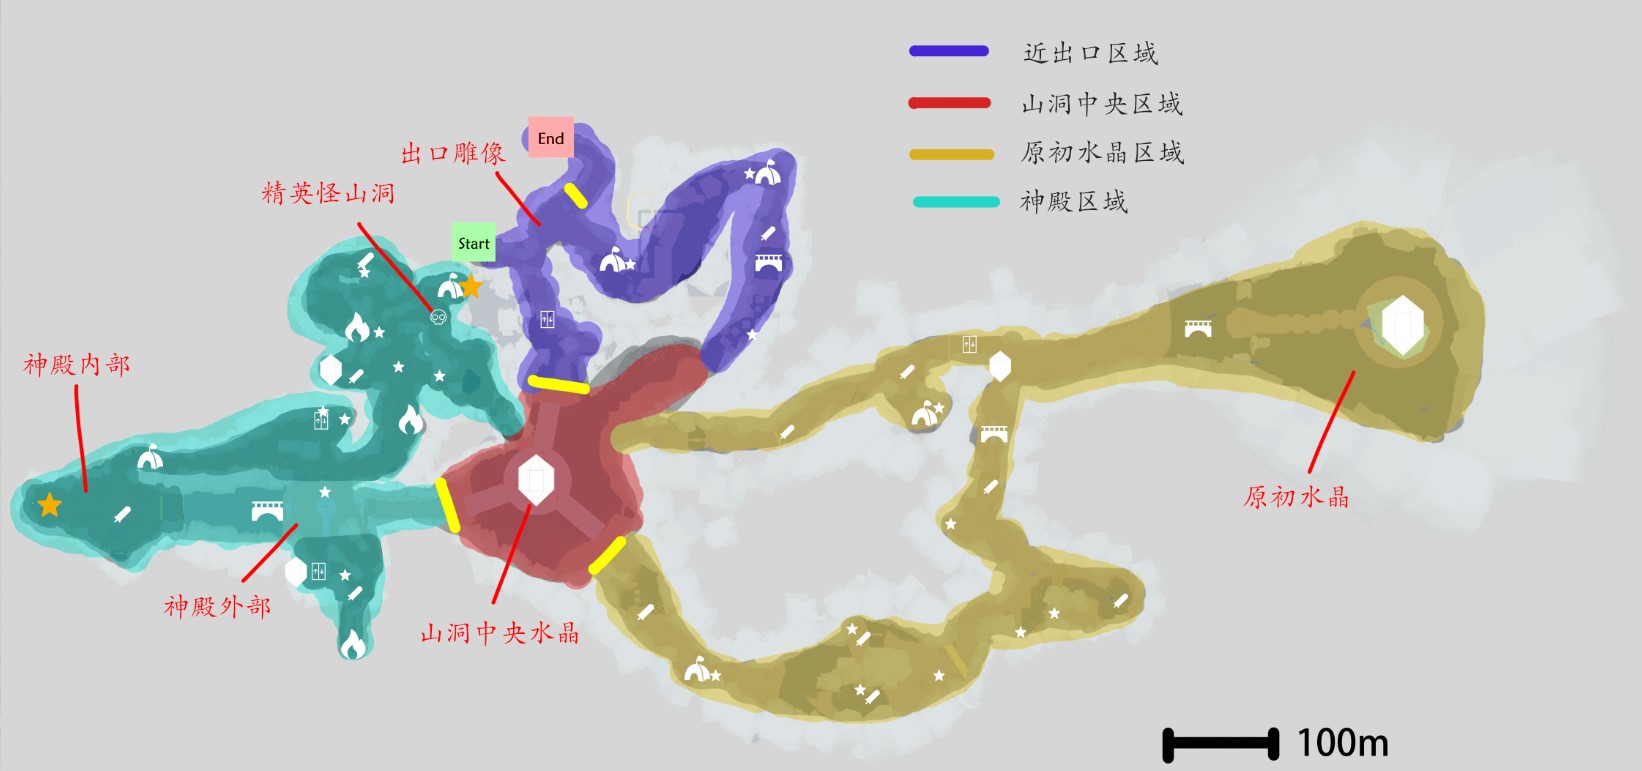 近出口区域
山洞中央区域
原初水晶区域
神殿区域
End
出口雕像
精英怪山洞
Start
神殿内部
原初水晶
神殿外部
山洞中央水晶
100m